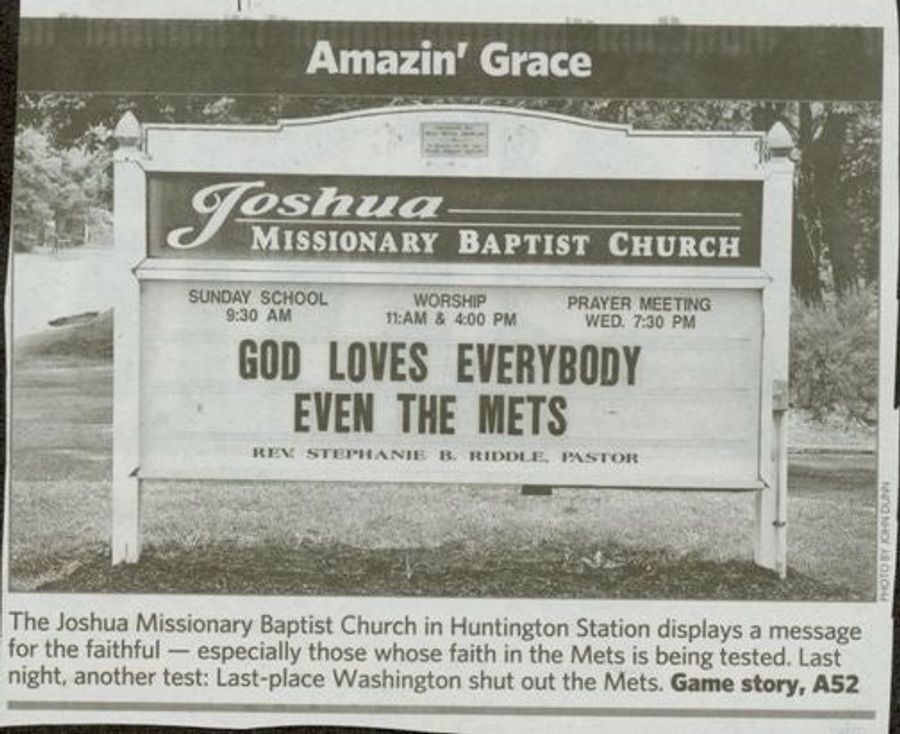 Amazin' Grace
Joshua
MISSIONARY BAPTIST CHURCH
SUNDAY SCHOOL
9:30 AM
WORSHIP
11:AM & 4:00 PM
PRAYER MEETING
WED. 7:30 PM
GOD LOVES EVERYBODY
EVEN THE METS
REV. STEPHANIE B. RIDDLE, PASTOR
PHOTO BY JOHN DUNN
The Joshua Missionary Baptist Church in Huntington Station displays a message
for the faithful — especially those whose faith in the Mets is being tested. Last
night, another test: Last-place Washington shut out the Mets. Game story, A52